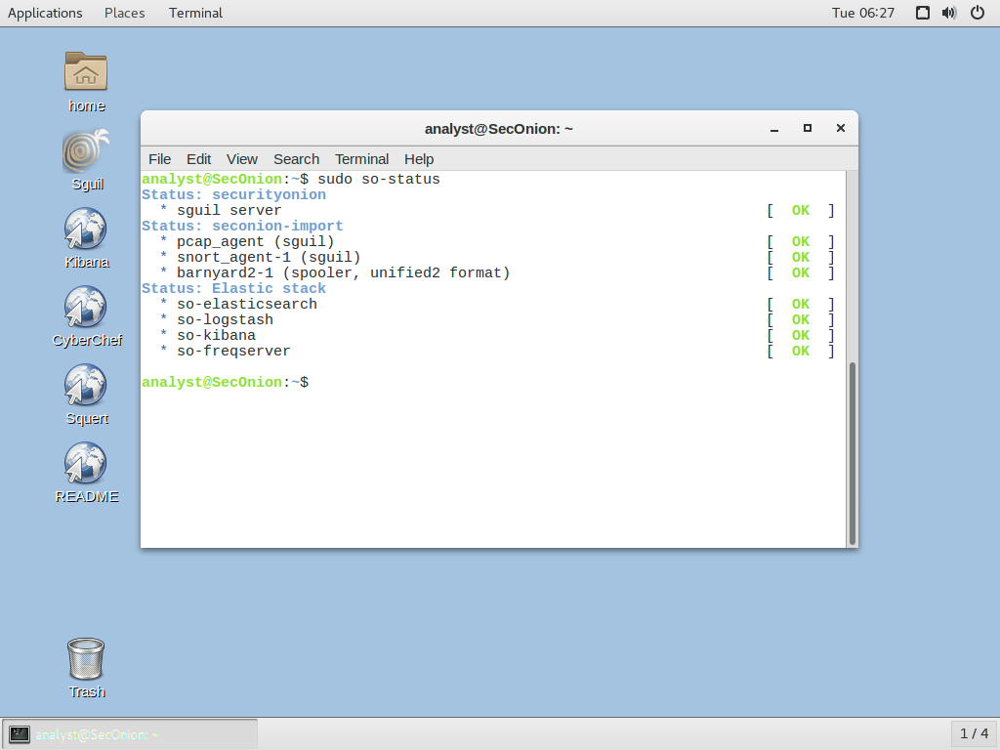 Applications Places Terminal Tue 06:27
home
Sguil
Kibana
CyberChef
Squert
README
Trash
analyst@SecOnion: ~
File Edit View Search Terminal Help
analyst@SecOnion:~$ sudo so-status
Status: securityonion
* sguil server [ OK ]
Status: seconion-import
* pcap_agent (sguil) [ OK ]
* snort_agent-1 (sguil) [ OK ]
* barnyard2-1 (spooler, unified2 format) [ OK ]
Status: Elastic stack
* so-elasticsearch [ OK ]
* so-logstash [ OK ]
* so-kibana [ OK ]
* so-freqserver [ OK ]
analyst@SecOnion:~$
analyst@SecOnion: ~ 1 / 4